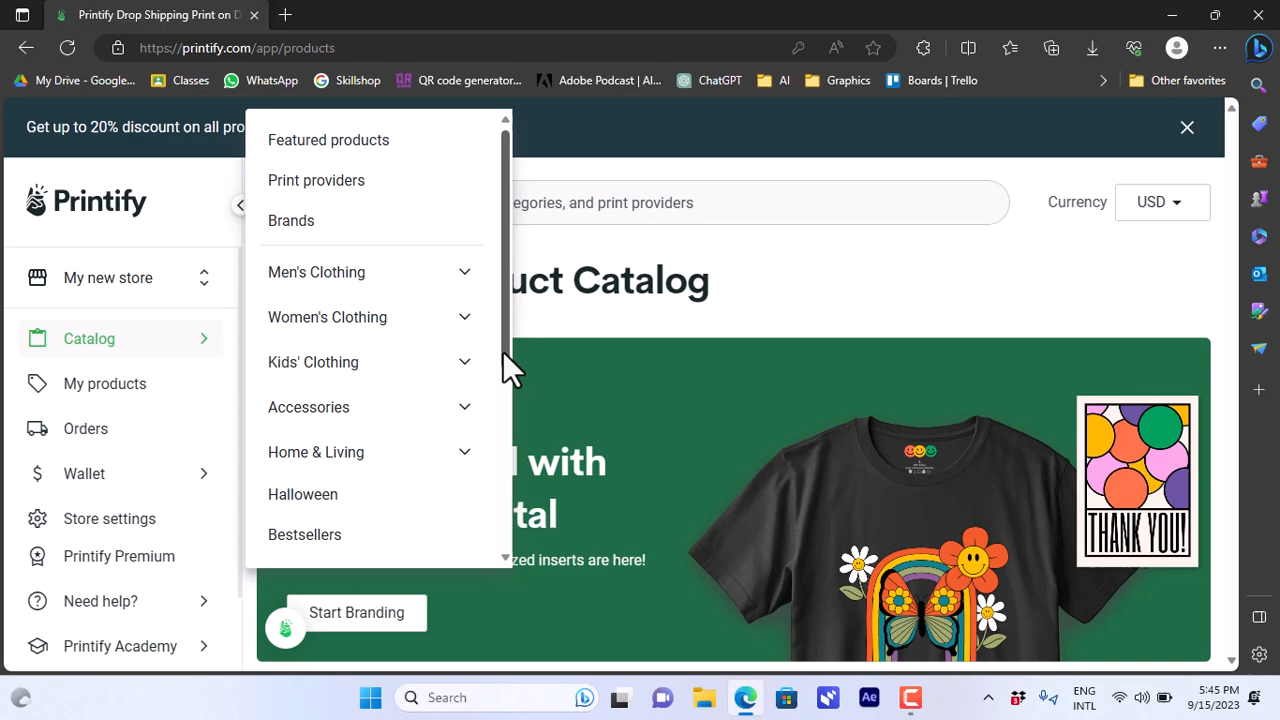 Printify Drop Shipping Print on D
https://printify.com/app/products
My Drive - Google...
Classes
WhatsApp
Skillshop
QR code generator...
Adobe Podcast | AI...
ChatGPT
AI
Graphics
Boards | Trello
Other favorites
Get up to 20% discount on all pro
Printify
My new store
Catalog
My products
Orders
Wallet
Store settings
Printify Premium
Need help?
Printify Academy
Featured products
Print providers
Brands
Men's Clothing
Women's Clothing
Kids' Clothing
Accessories
Home & Living
Halloween
Bestsellers
egories, and print providers
Currency
USD
uct Catalog
with
tal
zed inserts are here!
Start Branding
THANK YOU!
Search
Ae
3
ENG
INTL
5:45 PM
9/15/2023